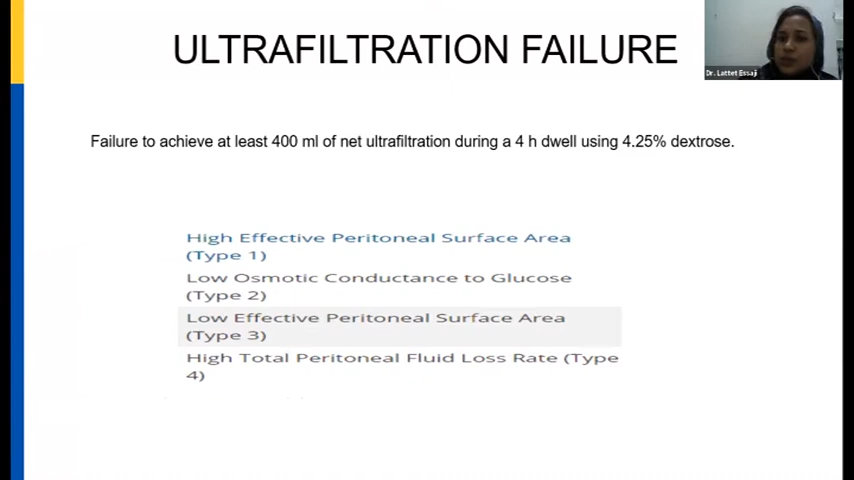 ULTRAFILTRATION FAILURE
Dr. Lattet Essaji
Failure to achieve at least 400 ml of net ultrafiltration during a 4 h dwell using 4.25% dextrose.
High Effective Peritoneal Surface Area
(Type 1)
Low Osmotic Conductance to Glucose
(Type 2)
Low Effective Peritoneal Surface Area
(Type 3)
High Total Peritoneal Fluid Loss Rate (Type
4)